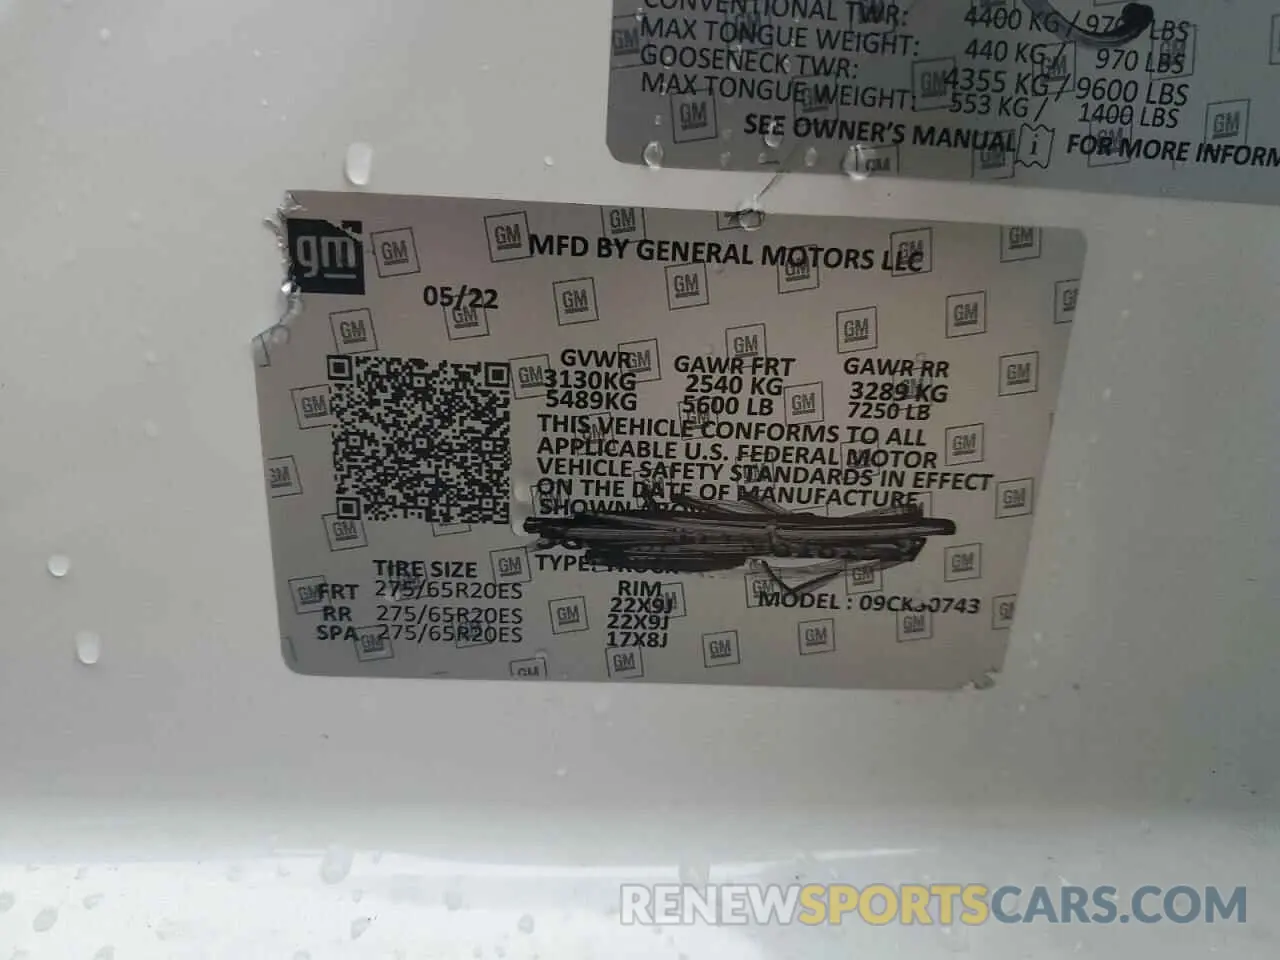 CONVENTIONAL TWR: 4400 KG / LBS
MAX TONGUE WEIGHT: 440 KG / 970 LBS
GOOSENECK TWR: 4355 KG / 9600 LBS
MAX TONGUE WEIGHT: 553 KG / 1400 LBS
SEE OWNER'S MANUAL i FOR MORE INFORM
gm
MFD BY GENERAL MOTORS LLC
05/22
GVWR GAWR FRT GAWR RR
3130KG 2540 KG 3289 KG
5489KG 5600 LB 7250 LB
THIS VEHICLE CONFORMS TO ALL
APPLICABLE U.S. FEDERAL MOTOR
VEHICLE SAFETY STANDARDS IN EFFECT
ON THE DATE OF MANUFACTURE
SHOWN
TYPE: TRUCK
TIRE SIZE RIM MODEL : 09CK30743
FRT 275/65R20ES 22X9J
RR 275/65R20ES 22X9J
SPA 275/65R20ES 17X8J
RENEWSPORTSCARS.COM